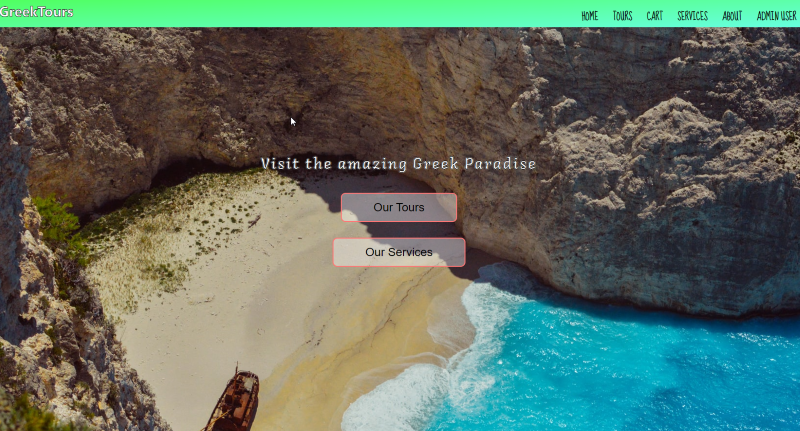 GreekTours
HOME TOURS CART SERVICES ABOUT ADMIN USER
Visit the amazing Greek Paradise
Our Tours
Our Services